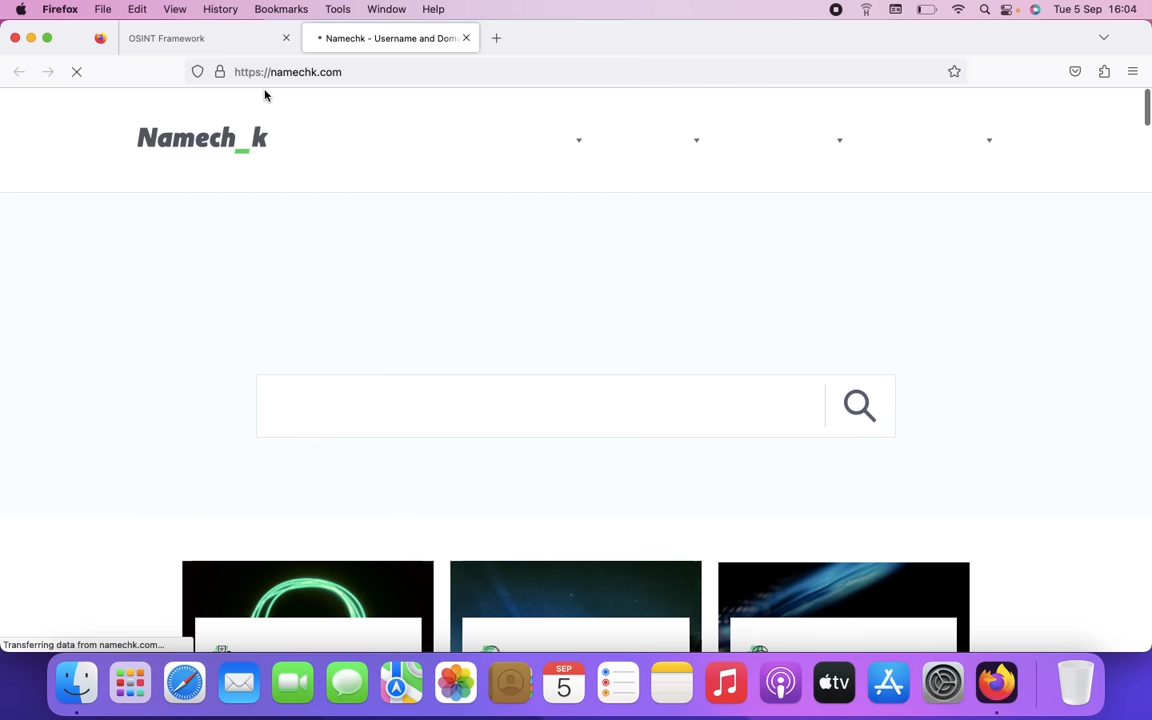 Firefox File Edit View History Bookmarks Tools Window Help Tue 5 Sep 16:04
OSINT Framework Namechk - Username and Dom
https://namechk.com
Namech_k
Transferring data from namechk.com...
SEP
5
tv